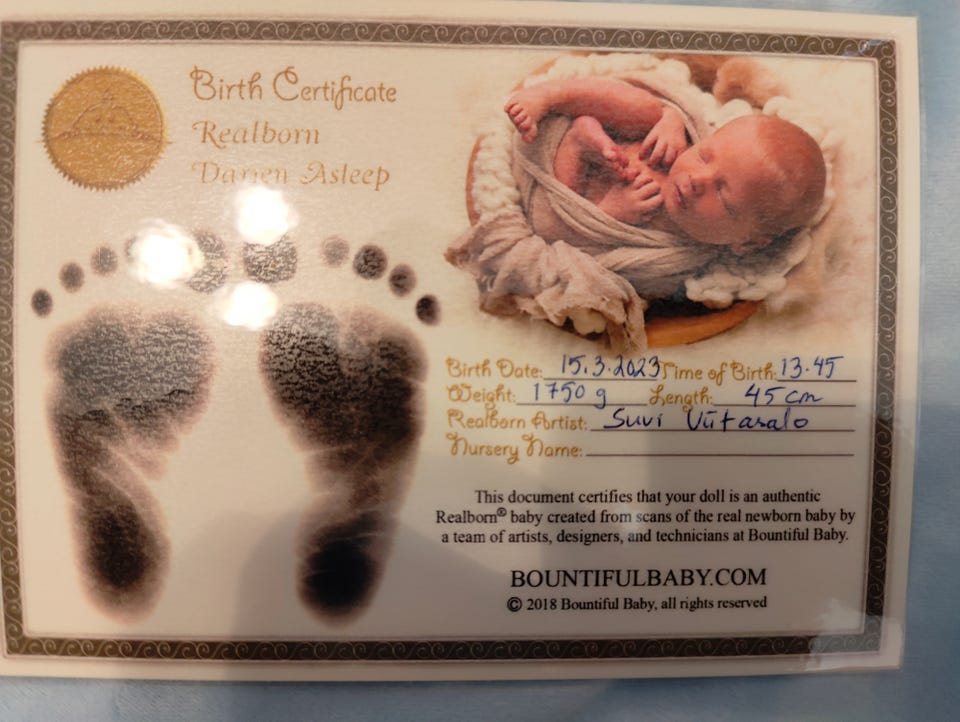 Birth Certificate
Realborn
Darren Asleep
Birth Date: 15.3.2023 Time of Birth: 13.45
Weight: 1750 g Length: 45 cm
Realborn Artist: Suvi Viitasalo
Nursery Name:
This document certifies that your doll is an authentic
Realborn® baby created from scans of the real newborn baby by
a team of artists, designers, and technicians at Bountiful Baby.
BOUNTIFULBABY.COM
© 2018 Bountiful Baby, all rights reserved